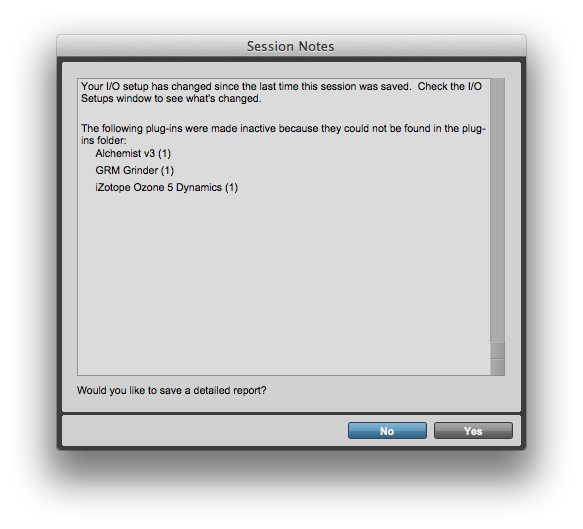 Session Notes
Your I/O setup has changed since the last time this session was saved.  Check the I/O
Setups window to see what's changed.
The following plug-ins were made inactive because they could not be found in the plug-
ins folder:
Alchemist v3 (1)
GRM Grinder (1)
iZotope Ozone 5 Dynamics (1)
Would you like to save a detailed report?
No
Yes